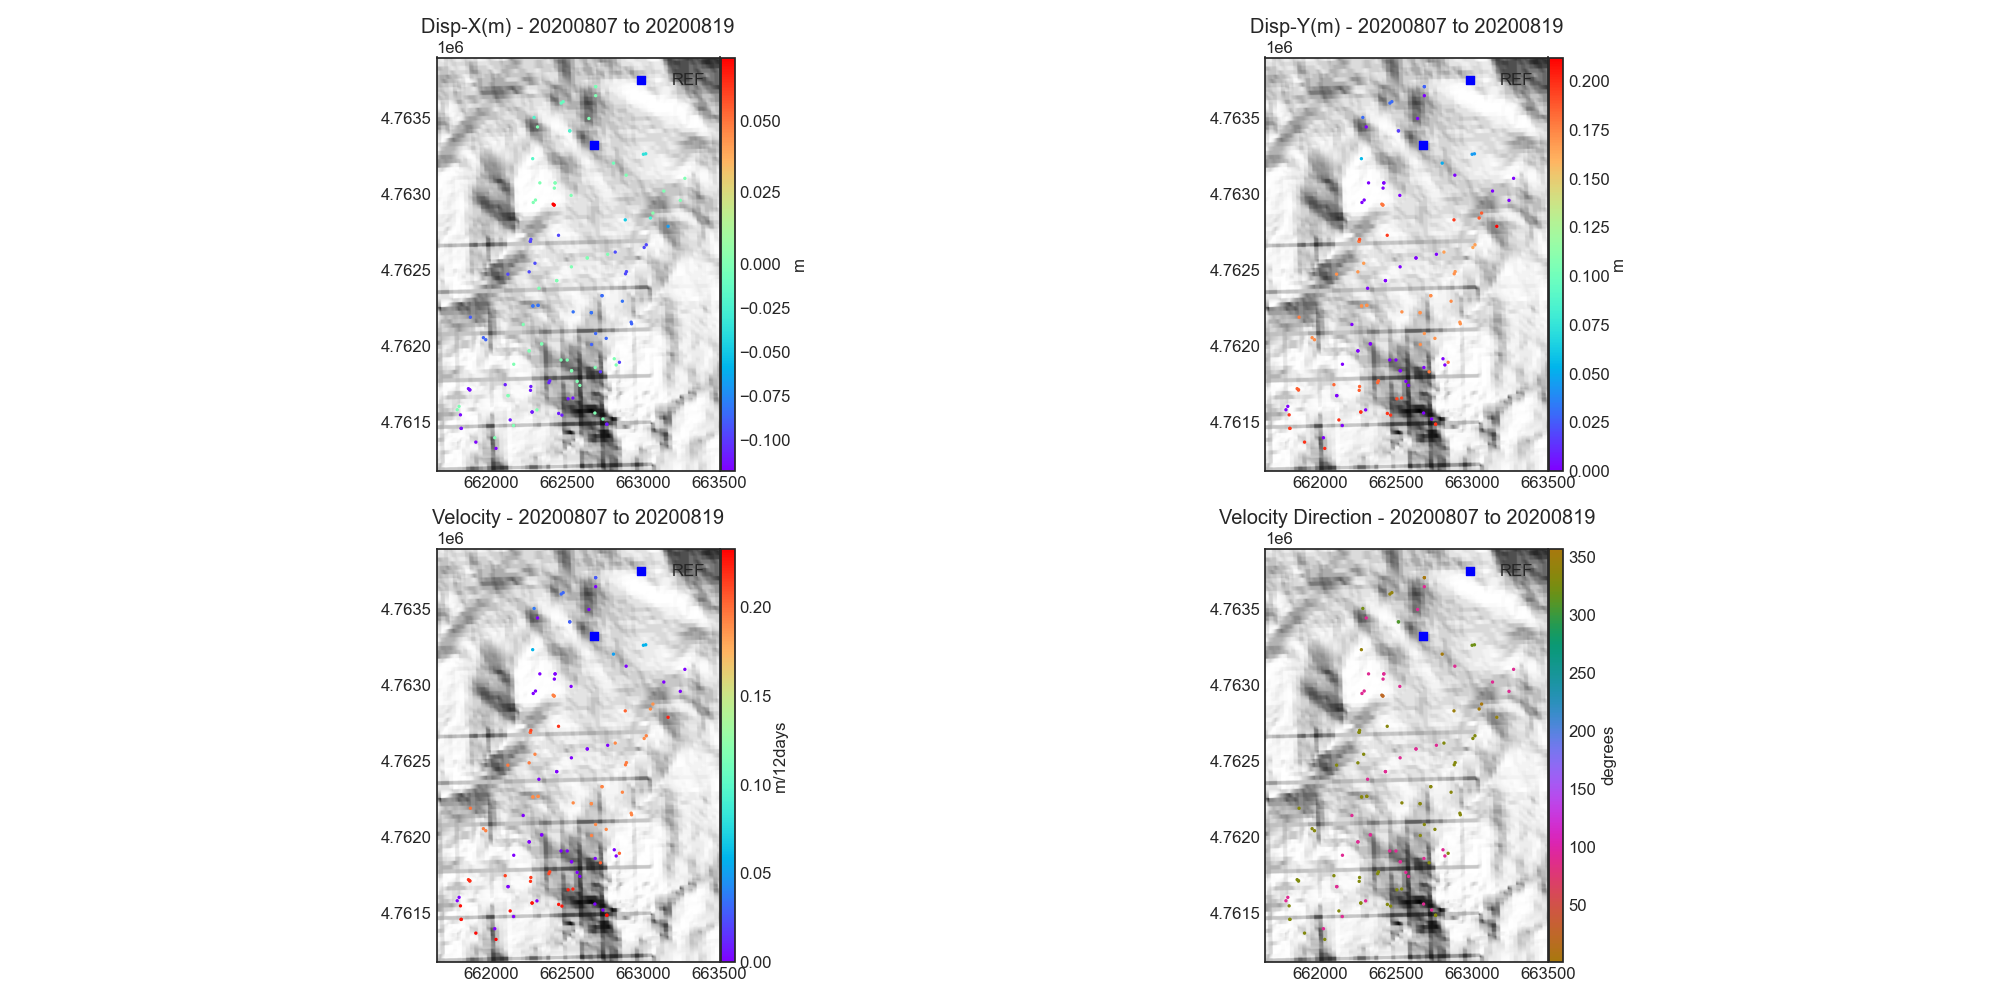 Disp-X(m) - 20200807 to 20200819
1e6
REF
4.7635
4.7630
4.7625
4.7620
4.7615
662000 662500 663000 663500
0.050
0.025
0.000
−0.025
−0.050
−0.075
−0.100
m
Disp-Y(m) - 20200807 to 20200819
1e6
REF
4.7635
4.7630
4.7625
4.7620
4.7615
662000 662500 663000 663500
0.200
0.175
0.150
0.125
0.100
0.075
0.050
0.025
0.000
m
Velocity - 20200807 to 20200819
1e6
REF
4.7635
4.7630
4.7625
4.7620
4.7615
662000 662500 663000 663500
0.20
0.15
0.10
0.05
0.00
m/12days
Velocity Direction - 20200807 to 20200819
1e6
REF
4.7635
4.7630
4.7625
4.7620
4.7615
662000 662500 663000 663500
350
300
250
200
150
100
50
degrees